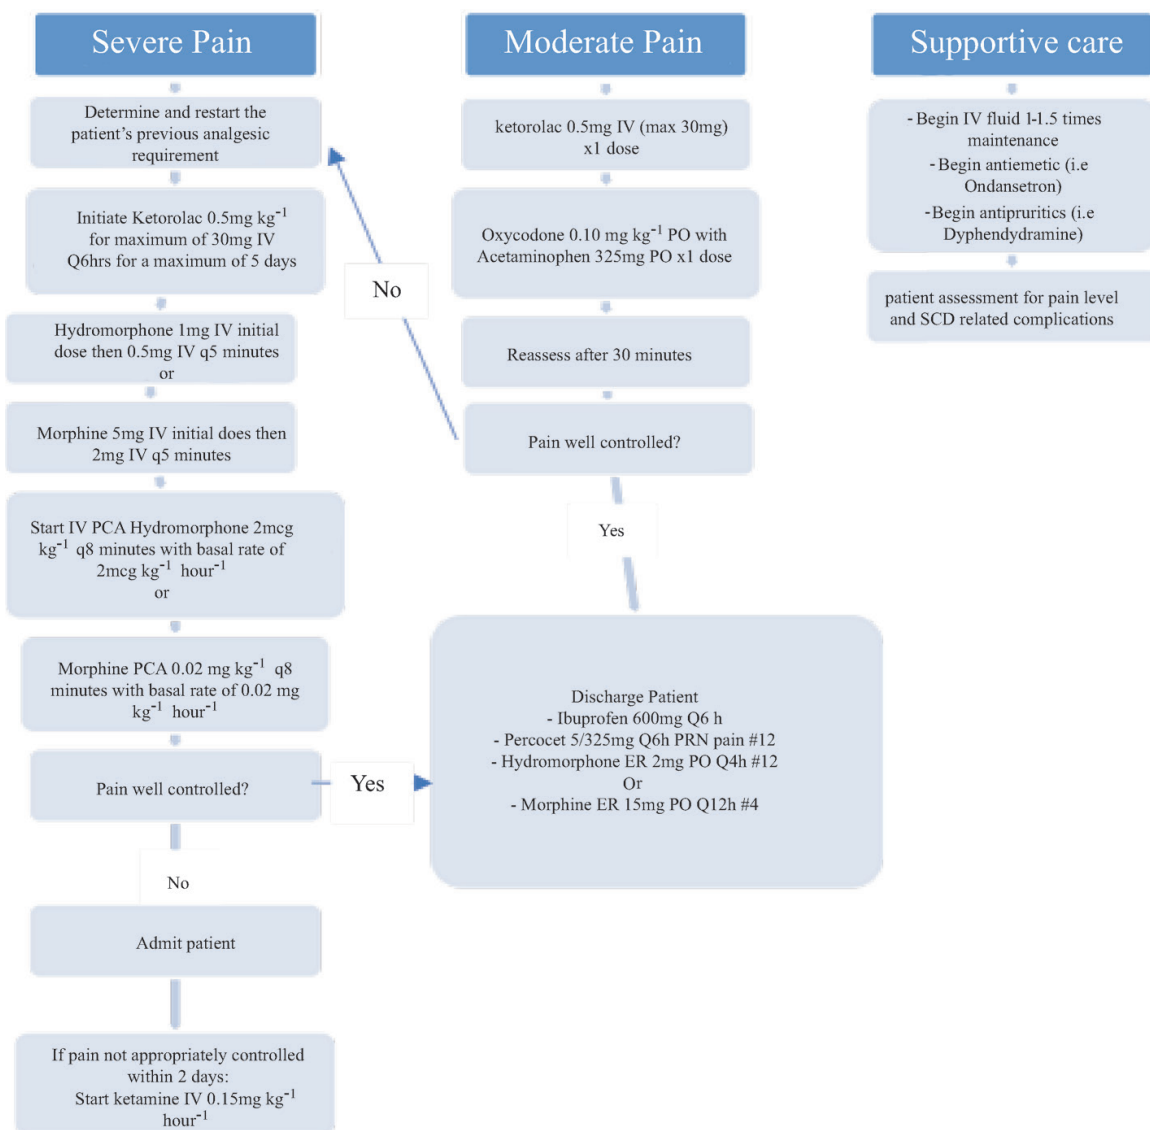 Severe Pain
Determine and restart the
patient's previous analgesic
requirement
Initiate Ketorolac 0.5mg kg⁻¹
for maximum of 30mg IV
Q6hrs for a maximum of 5 days
Hydromorphone 1mg IV initial
dose then 0.5mg IV q5 minutes
or
Morphine 5mg IV initial does then
2mg IV q5 minutes
Start IV PCA Hydromorphone 2mcg
kg⁻¹ q8 minutes with basal rate of
2mcg kg⁻¹ hour⁻¹
or
Morphine PCA 0.02 mg kg⁻¹ q8
minutes with basal rate of 0.02 mg
kg⁻¹ hour⁻¹
Pain well controlled?
Yes
No
Admit patient
If pain not appropriately controlled
within 2 days:
Start ketamine IV 0.15mg kg⁻¹
hour⁻¹
Moderate Pain
ketorolac 0.5mg IV (max 30mg)
x1 dose
Oxycodone 0.10 mg kg⁻¹ PO with
Acetaminophen 325mg PO x1 dose
Reassess after 30 minutes
Pain well controlled?
No
Yes
Discharge Patient
- Ibuprofen 600mg Q6 h
- Percocet 5/325mg Q6h PRN pain #12
- Hydromorphone ER 2mg PO Q4h #12
Or
- Morphine ER 15mg PO Q12h #4
Supportive care
- Begin IV fluid 1-1.5 times
maintenance
- Begin antiemetic (i.e
Ondansetron)
- Begin antipruritics (i.e
Dyphendydramine)
patient assessment for pain level
and SCD related complications